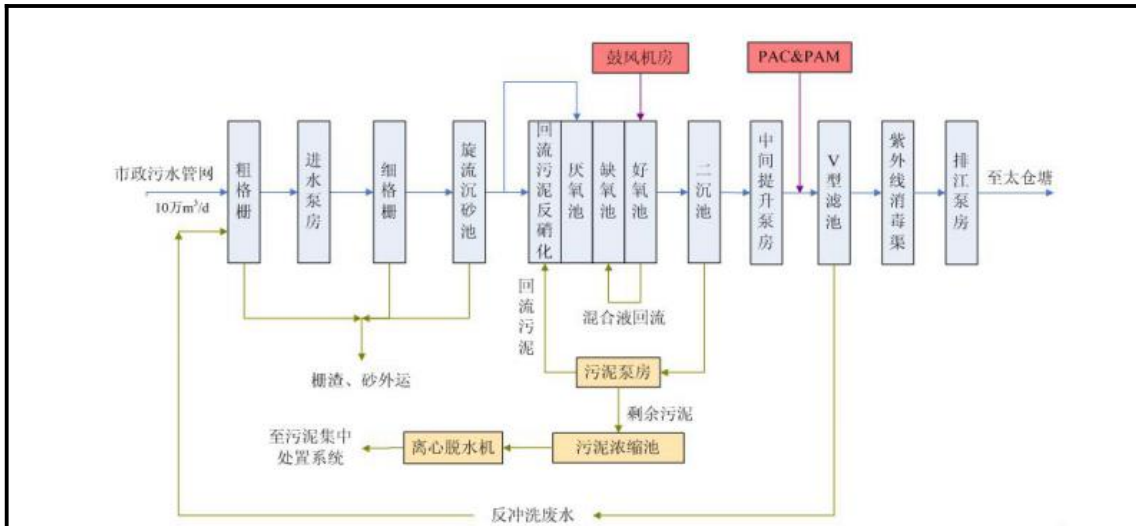 鼓风机房
PAC&PAM
市政污水管网
10万m³/d
粗格栅
进水泵房
细格栅
旋流沉砂池
回流污泥反硝化
厌氧池
缺氧池
好氧池
二沉池
中间提升泵房
V型滤池
紫外线消毒渠
排江泵房
至太仓塘
回流污泥
混合液回流
栅渣、砂外运
污泥泵房
剩余污泥
至污泥集中
处置系统
离心脱水机
污泥浓缩池
反冲洗废水